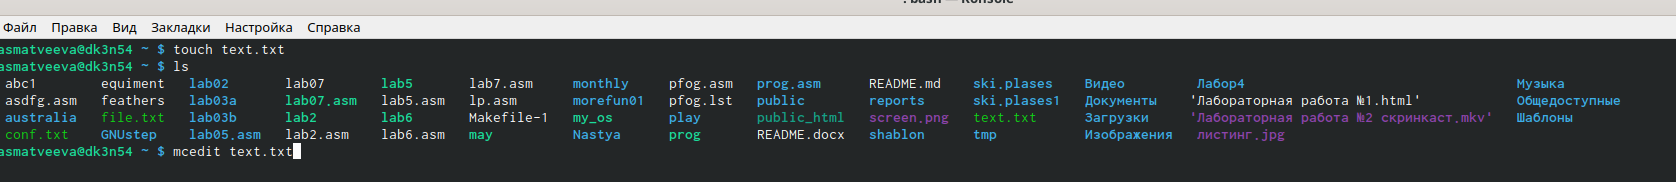 : bash — Konsole
Файл Правка Вид Закладки Настройка Справка
asmatveeva@dk3n54 ~ $ touch text.txt
asmatveeva@dk3n54 ~ $ ls
abc1 equiment lab02 lab07 lab5 lab7.asm monthly pfog.asm prog.asm README.md ski.plases Видео Лабор4 Музыка
asdfg.asm feathers lab03a lab07.asm lab5.asm lp.asm morefun01 pfog.lst public reports ski.plases1 Документы 'Лабораторная работа №1.html' Общедоступные
australia file.txt lab03b lab2 lab6 Makefile-1 my_os play public_html screen.png text.txt Загрузки 'Лабораторная работа №2 скринкаст.mkv' Шаблоны
conf.txt GNUstep lab05.asm lab2.asm lab6.asm may Nastya prog README.docx shablon tmp Изображения листинг.jpg
asmatveeva@dk3n54 ~ $ mcedit text.txt